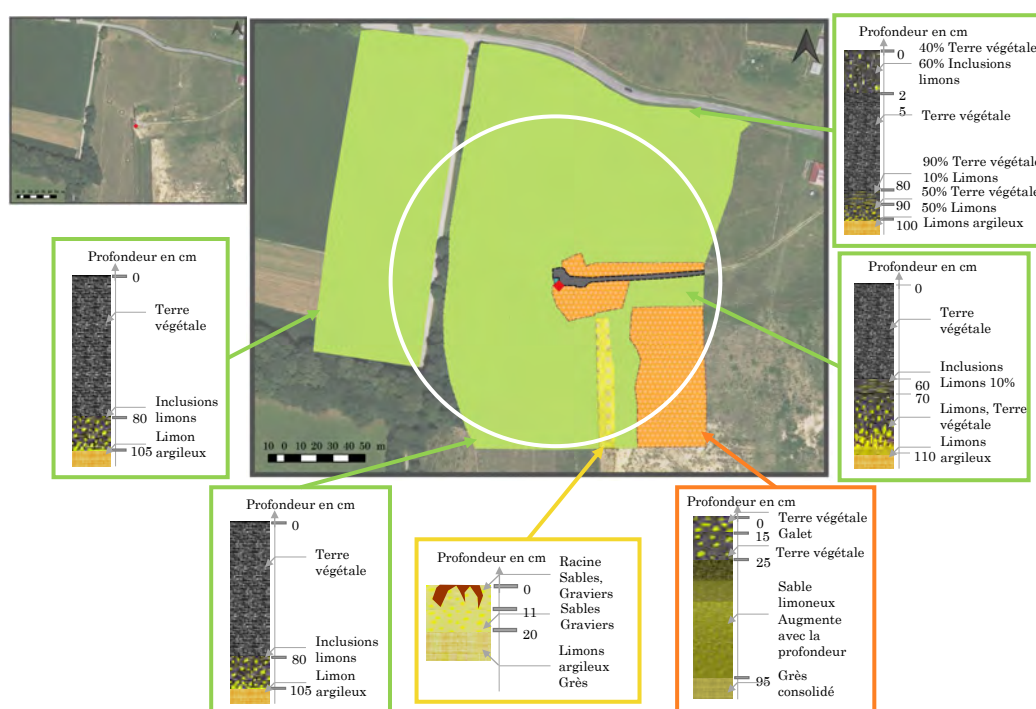 Profondeur en cm
0
40% Terre végétale
60% Inclusions
limons
2
5
Terre végétale
90% Terre végétale
10% Limons
80
50% Terre végétale
90
50% Limons
100
Limons argileux
Profondeur en cm
0
Terre
végétale
Inclusions
limons
80
Limon
argileux
105
Profondeur en cm
0
Terre
végétale
Inclusions
Limons 10%
60
70
Limons, Terre
végétale
Limons
argileux
110
10 0 10 20 30 40 50 m
Profondeur en cm
0
Terre
végétale
Inclusions
limons
80
Limon
argileux
105
Profondeur en cm
Racine
Sables,
Graviers
0
11
Sables
Graviers
20
Limons
argileux
Grès
Profondeur en cm
0
Terre végétale
15
Galet
Terre végétale
25
Sable
limoneux
Augmente
avec la
profondeur
95
Grès
consolidé